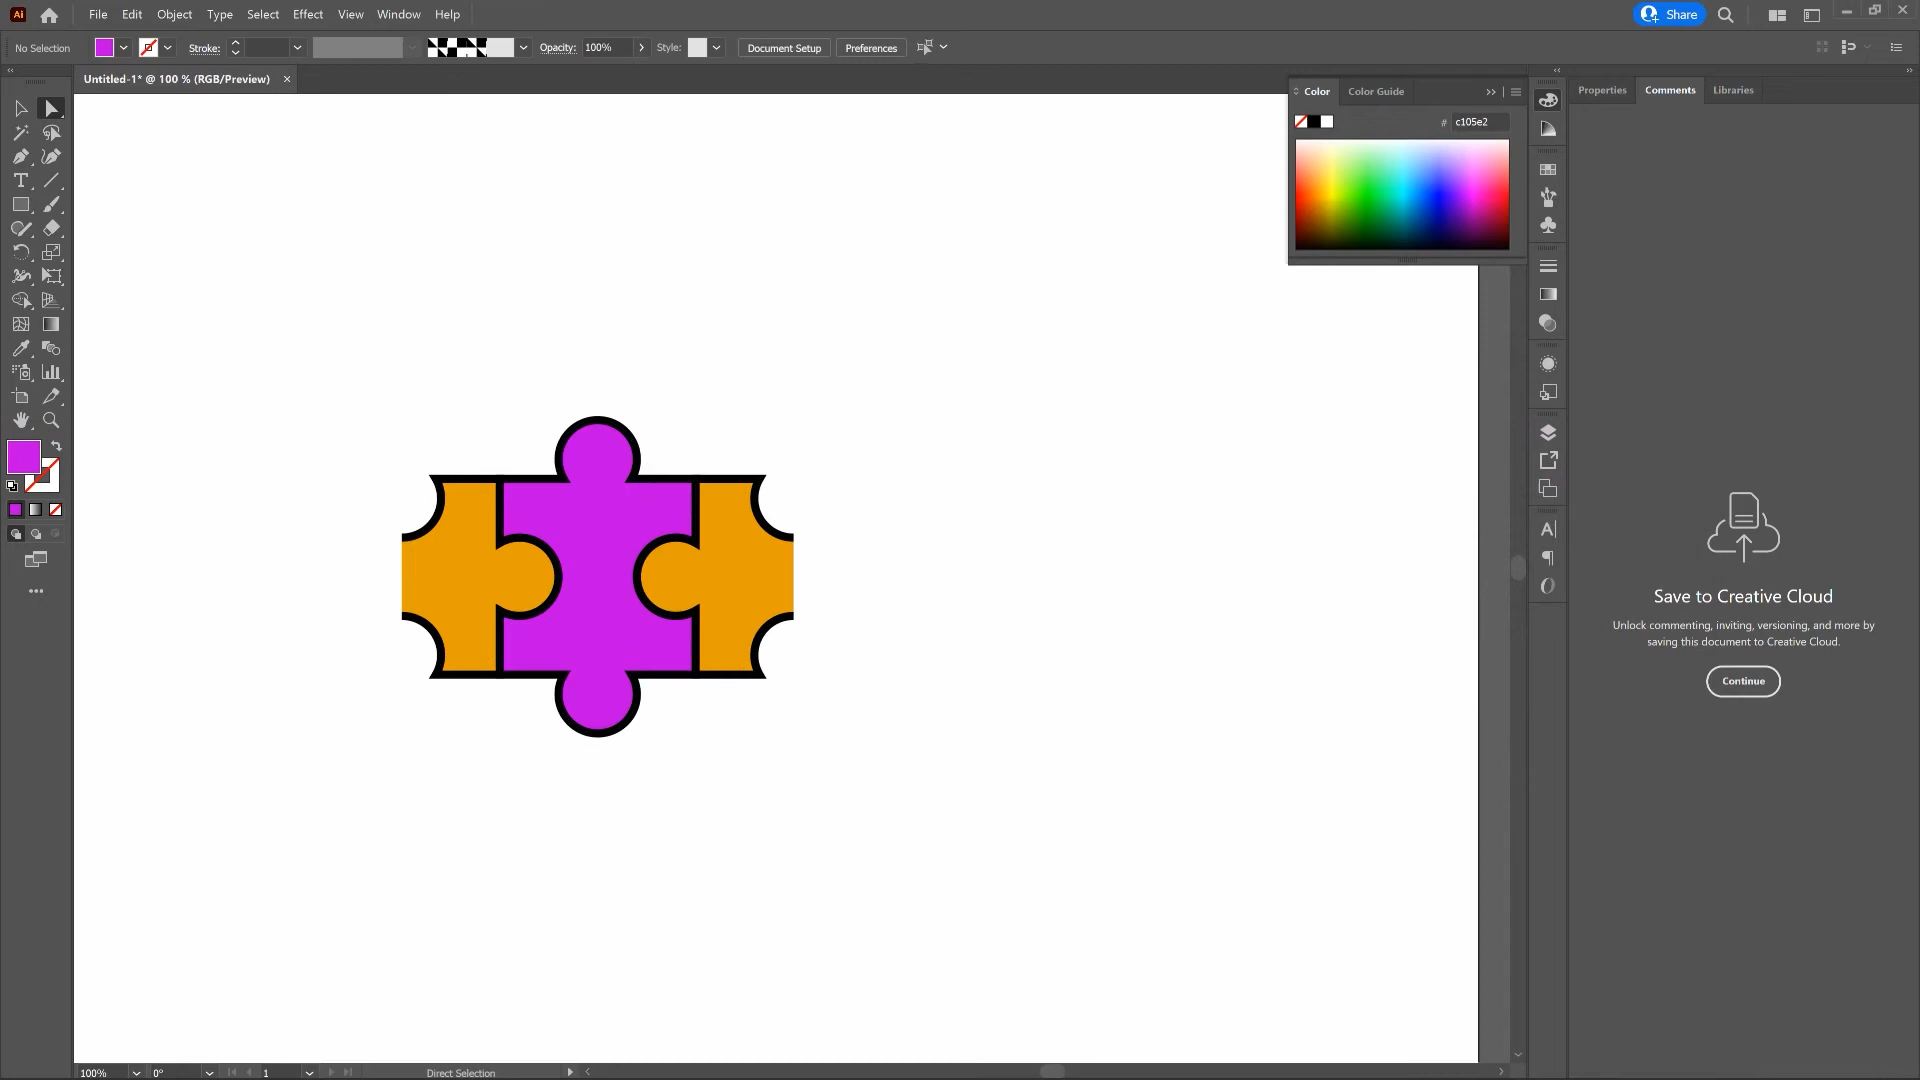 Ai File Edit Object Type Select Effect View Window Help Share
No Selection Stroke: Opacity: 100% Style: Document Setup Preferences
Untitled-1* @ 100 % (RGB/Preview) ×
Color Color Guide
# c105e2
Properties Comments Libraries
Save to Creative Cloud
Unlock commenting, inviting, versioning, and more by
saving this document to Creative Cloud.
Continue
100% 0° 1 Direct Selection